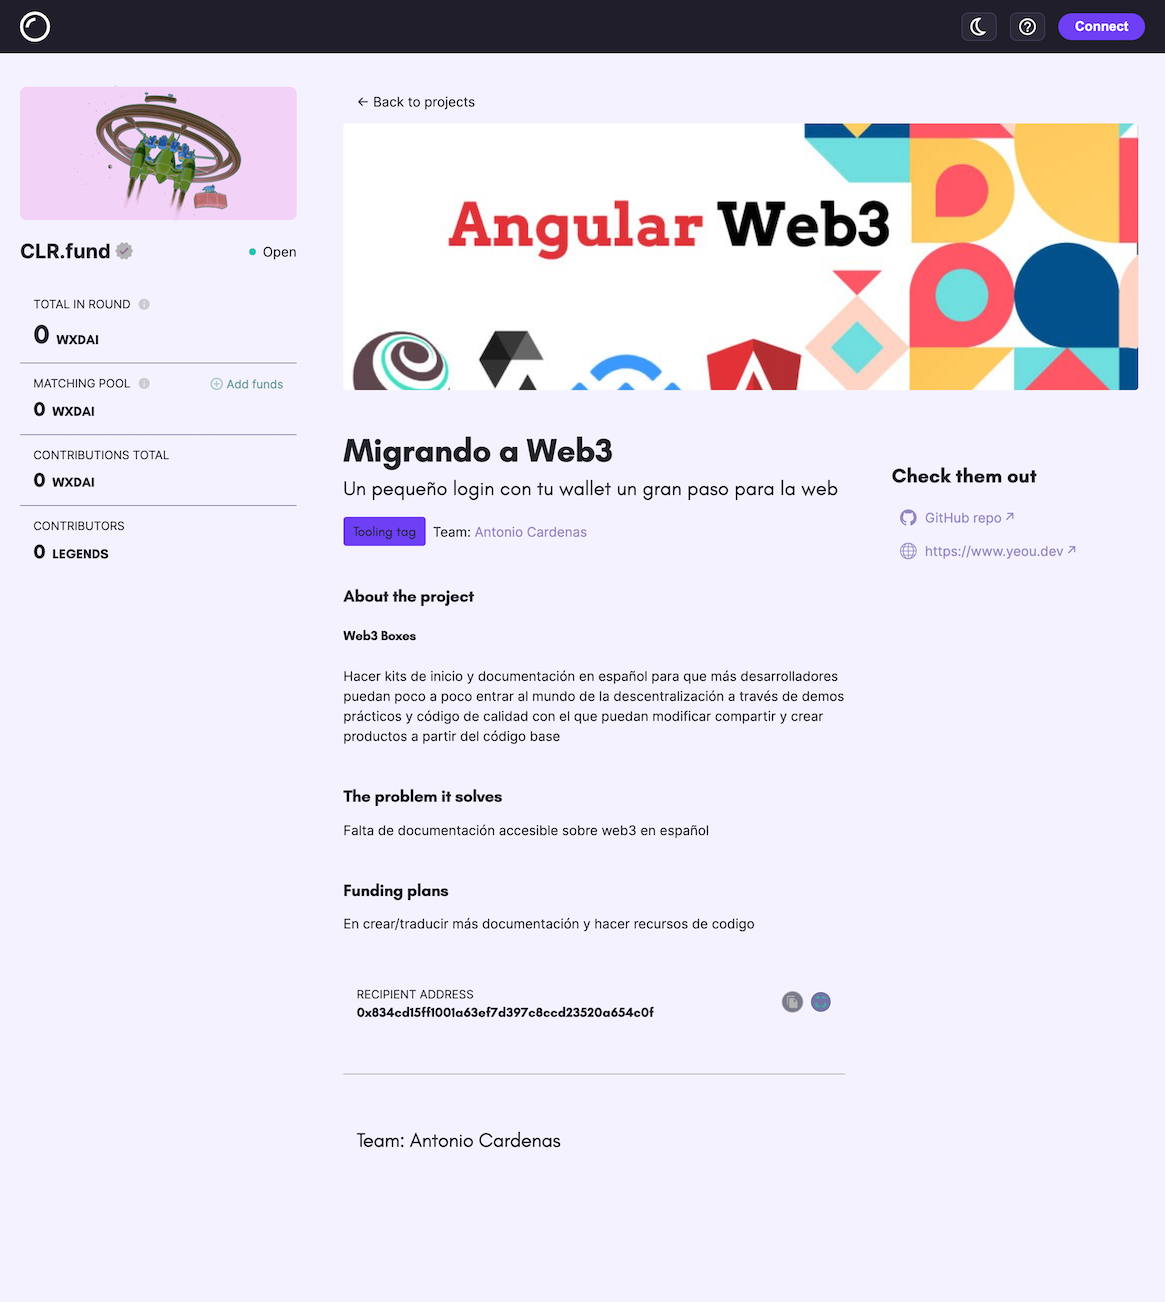 Connect
← Back to projects
Angular Web3
CLR.fund
Open
TOTAL IN ROUND
0 WXDAI
MATCHING POOL
Add funds
0 WXDAI
CONTRIBUTIONS TOTAL
0 WXDAI
CONTRIBUTORS
0 LEGENDS
Migrando a Web3
Un pequeño login con tu wallet un gran paso para la web
Tooling tag Team: Antonio Cardenas
Check them out
GitHub repo ↗
https://www.yeou.dev ↗
About the project
Web3 Boxes
Hacer kits de inicio y documentación en español para que más desarrolladores
puedan poco a poco entrar al mundo de la descentralización a través de demos
prácticos y código de calidad con el que puedan modificar compartir y crear
productos a partir del código base
The problem it solves
Falta de documentación accesible sobre web3 en español
Funding plans
En crear/traducir más documentación y hacer recursos de codigo
RECIPIENT ADDRESS
0x834cd15ff1001a63ef7d397c8ccd23520a654c0f
Team: Antonio Cardenas